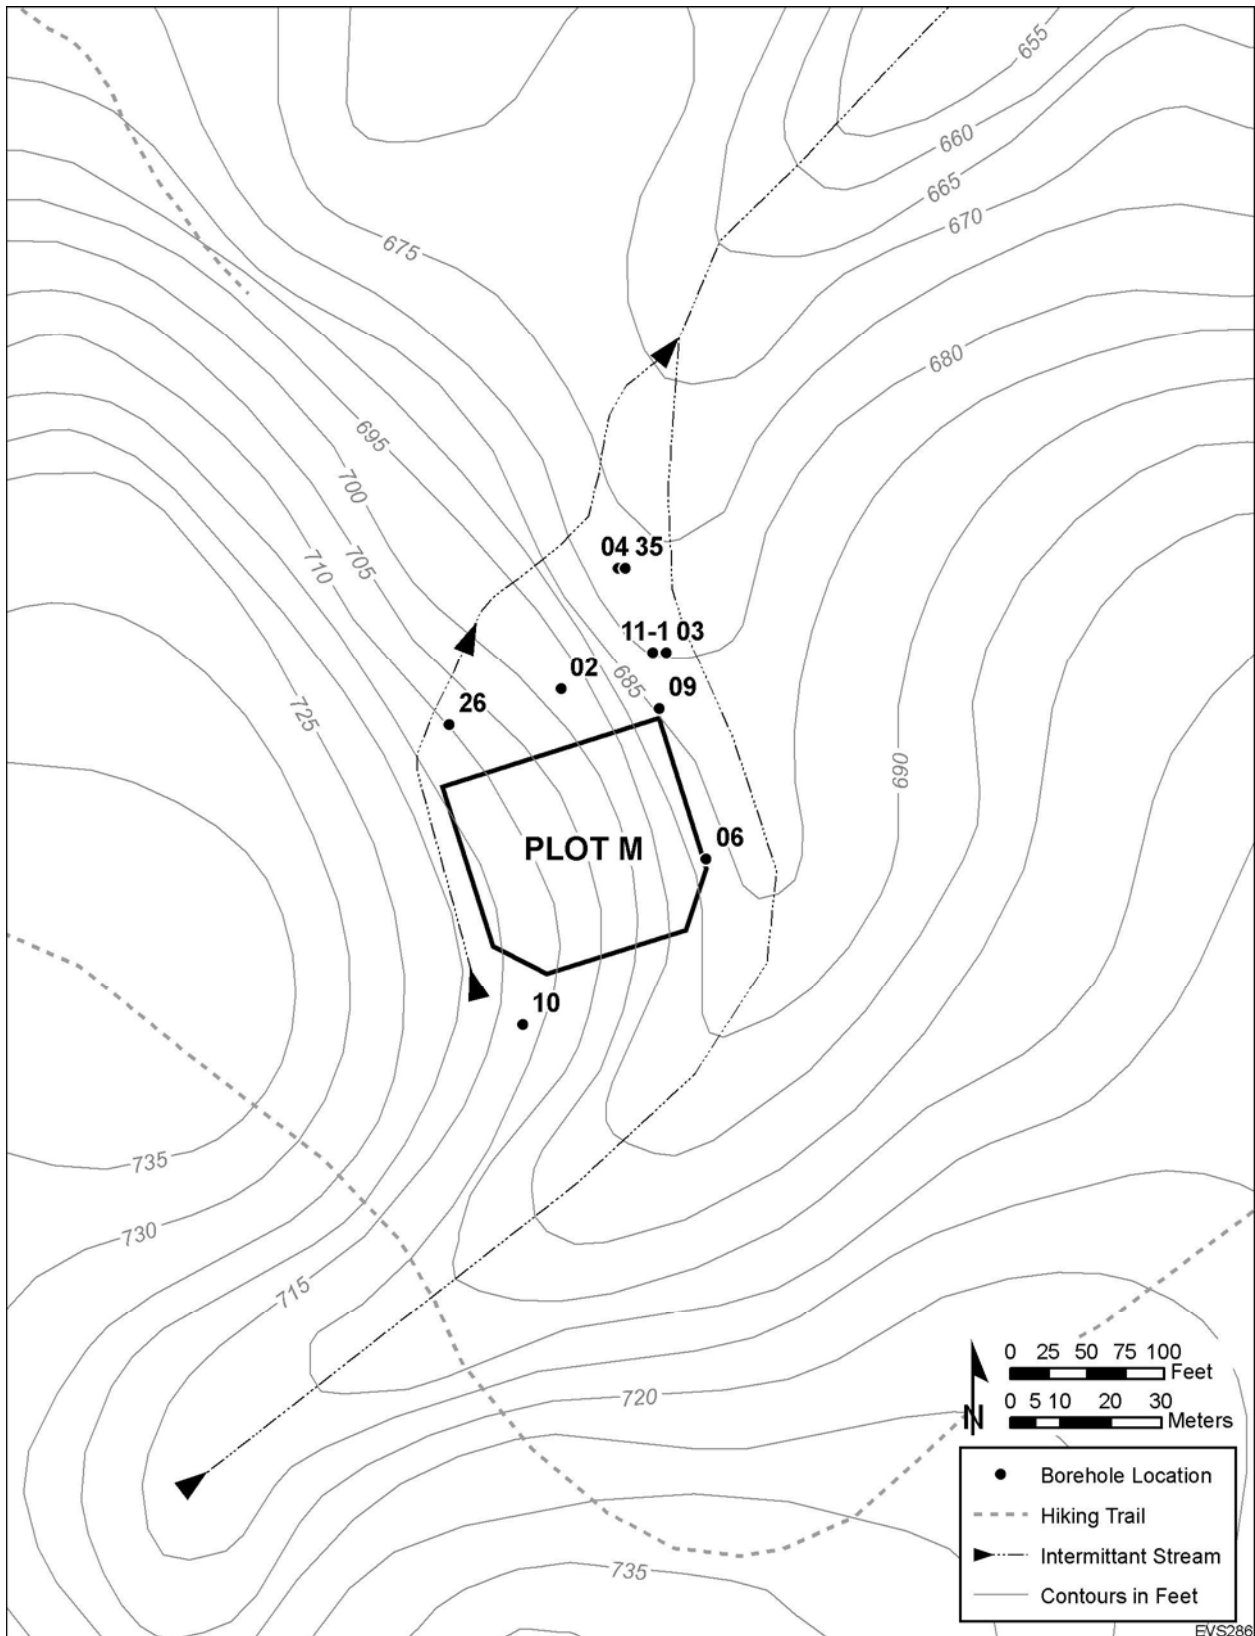 655
660
665
670
675
680
695
700
705
710
04 35
11-1 03
02
685
09
26
725
690
PLOT M
06
10
735
730
715
720
735
0 25 50 75 100
Feet
0 5 10 20 30
Meters
N
Borehole Location
Hiking Trail
Intermittant Stream
Contours in Feet
EVS286